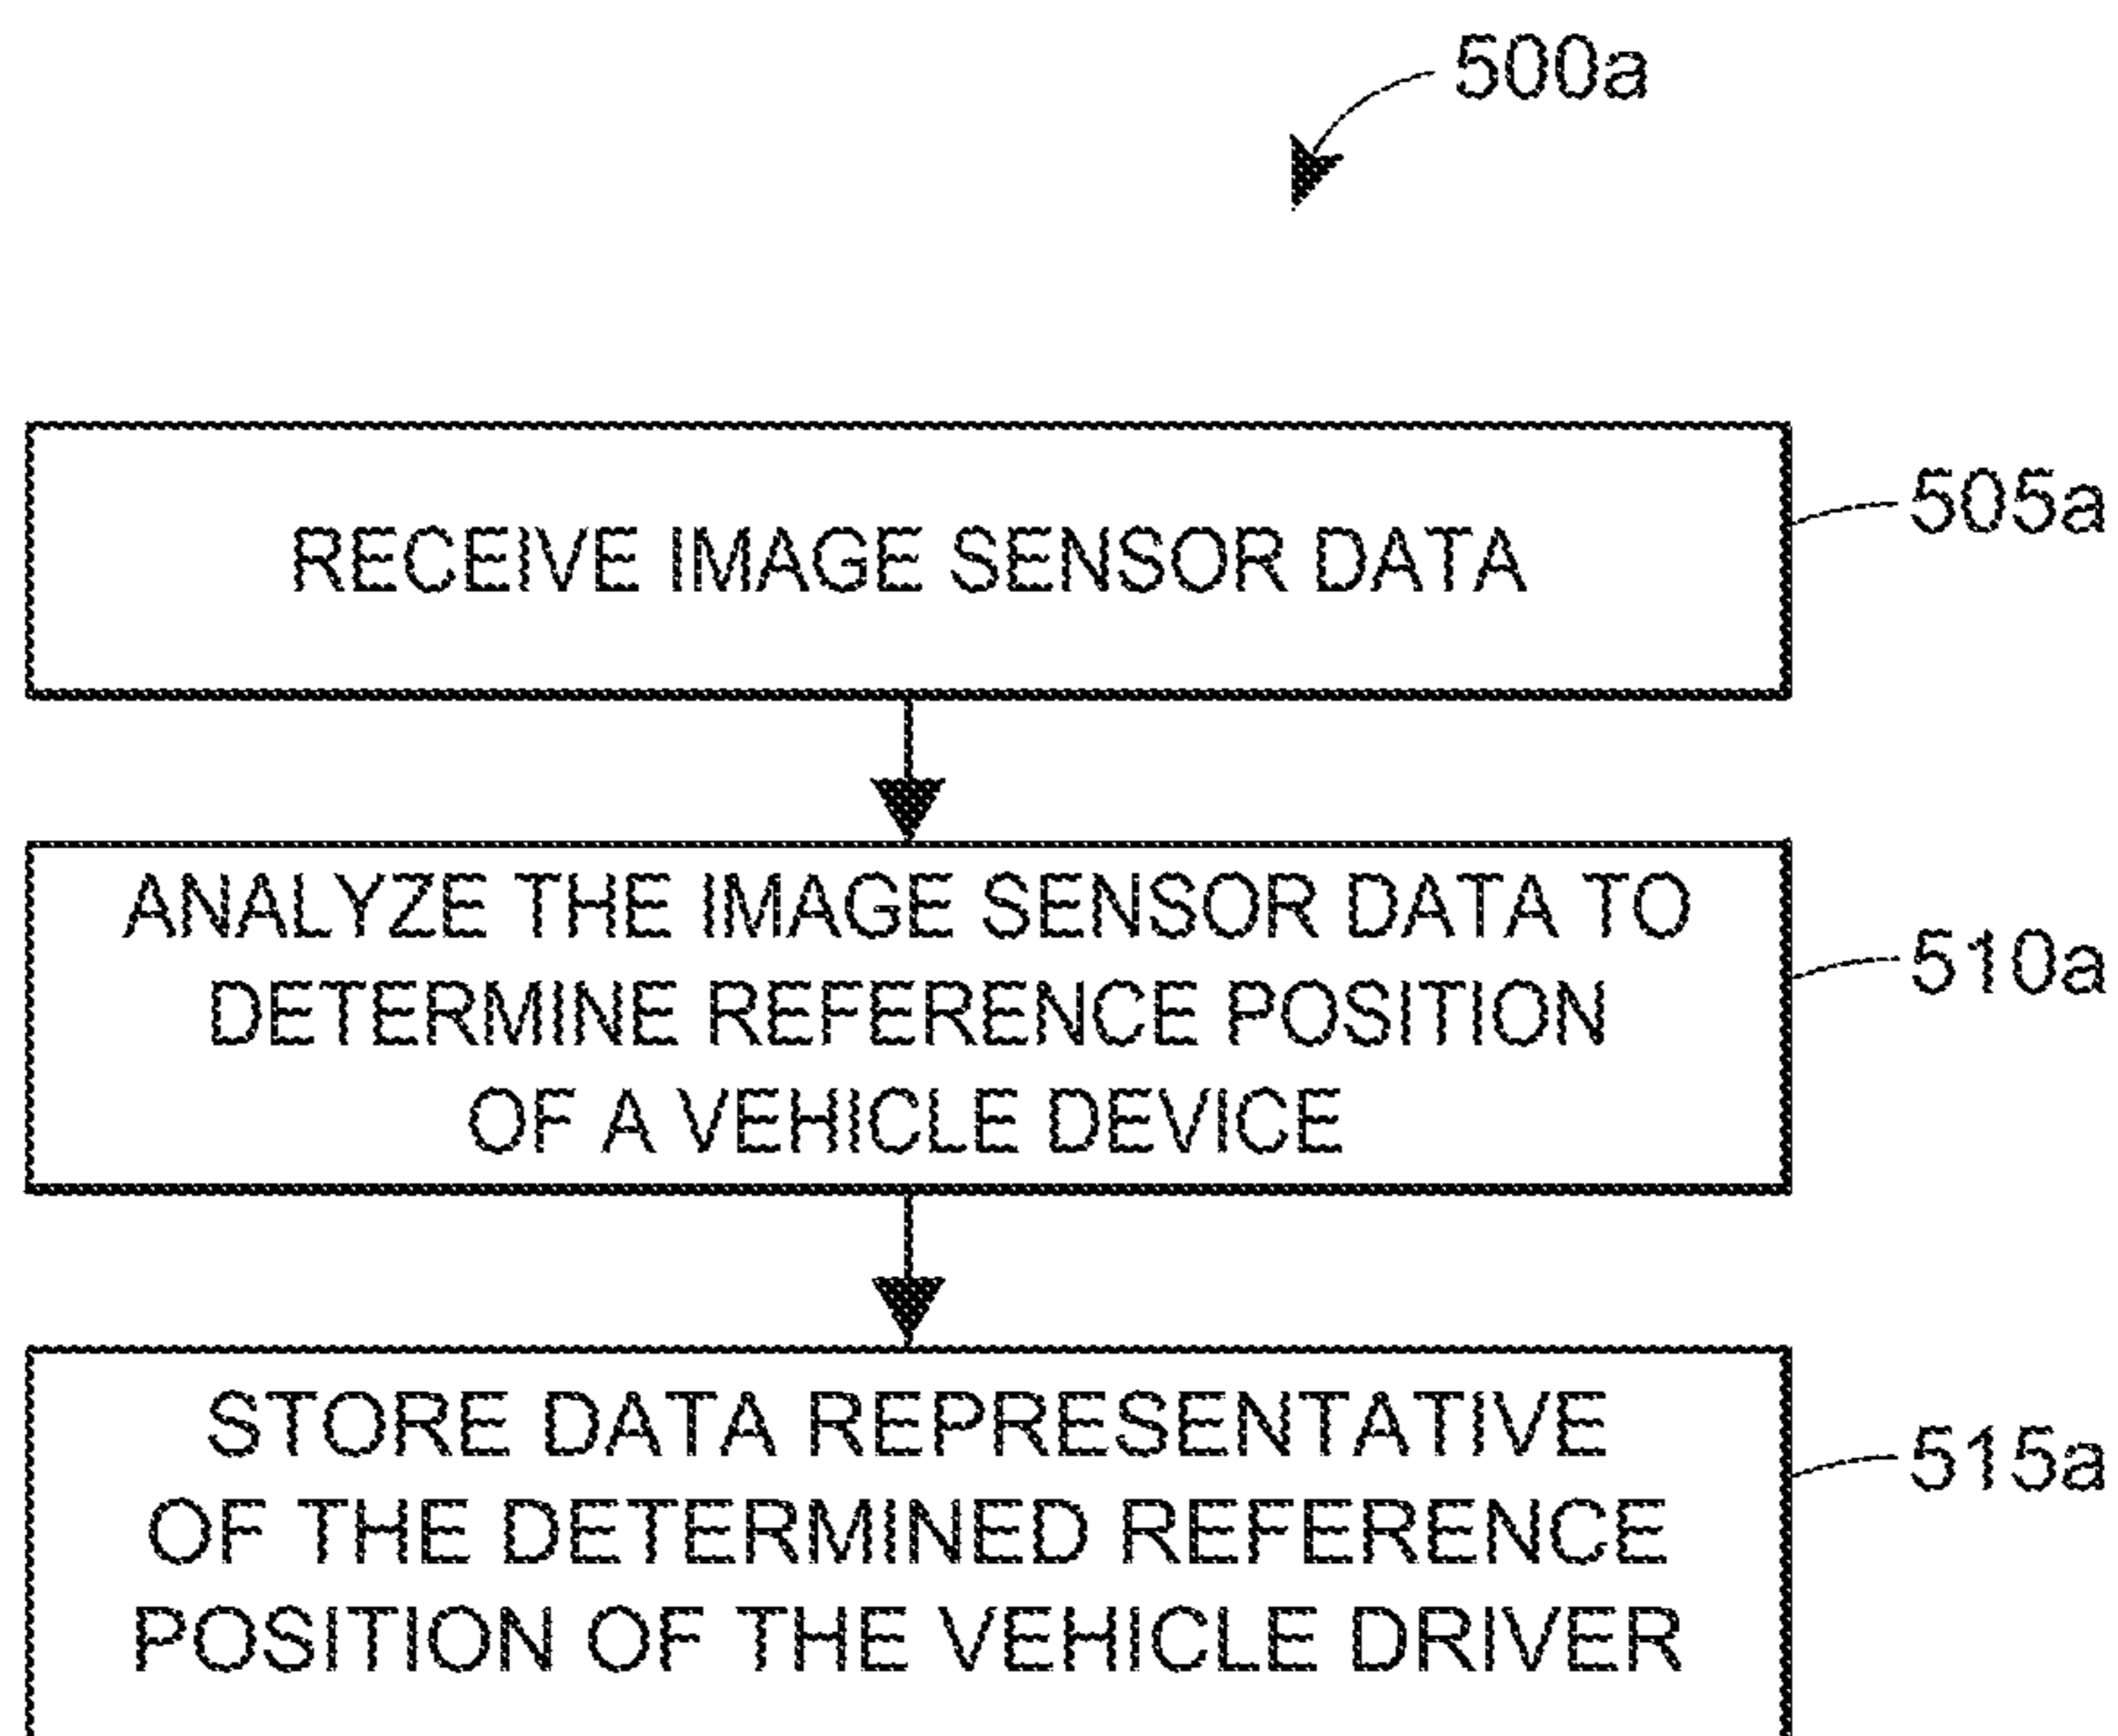 500a
RECEIVE IMAGE SENSOR DATA
505a
ANALYZE THE IMAGE SENSOR DATA TO
DETERMINE REFERENCE POSITION
OF A VEHICLE DEVICE
510a
STORE DATA REPRESENTATIVE
OF THE DETERMINED REFERENCE
POSITION OF THE VEHICLE DRIVER
515a